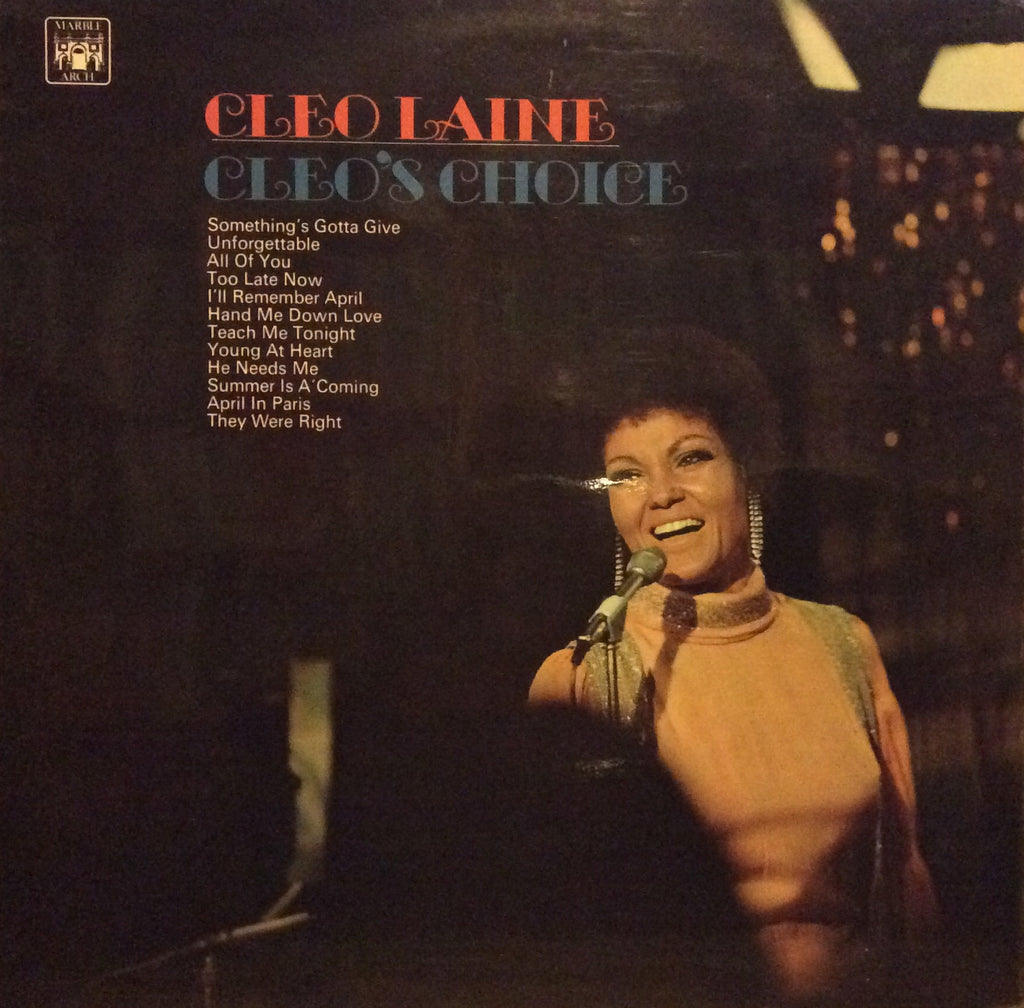 MARBLE
ARCH
CLEO LAINE
CLEO'S CHOICE
Something's Gotta Give
Unforgettable
All Of You
Too Late Now
I'll Remember April
Hand Me Down Love
Teach Me Tonight
Young At Heart
He Needs Me
Summer Is A'Coming
April In Paris
They Were Right